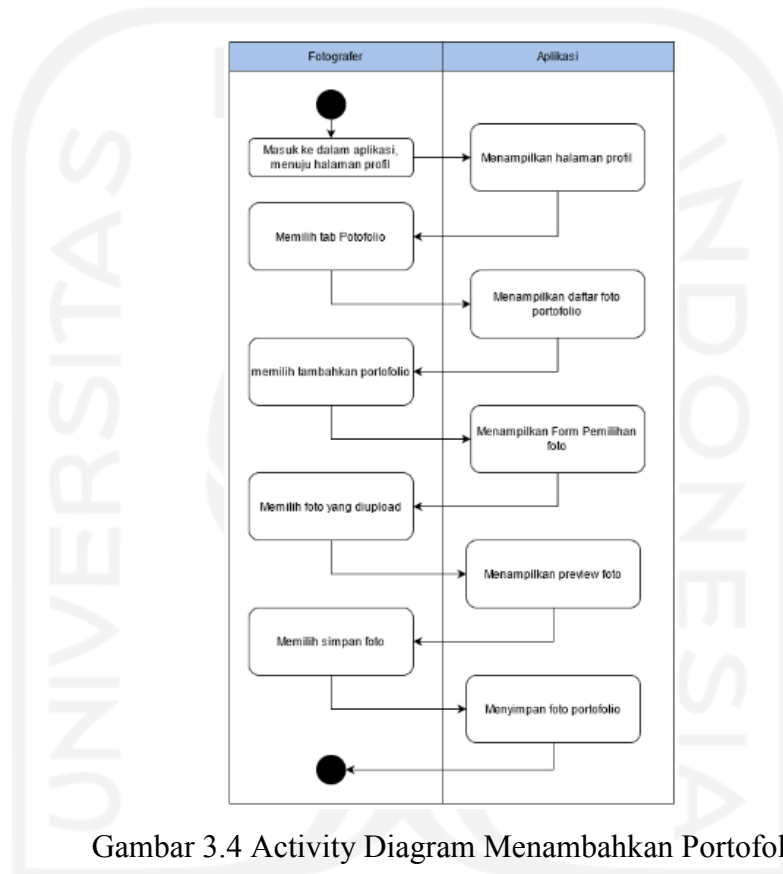 Fotografer
Aplikasi
Masuk ke dalam aplikasi,
menuju halaman profil
Menampilkan halaman profil
Memilih tab Potofolio
Menampilkan daftar foto
portofolio
memilih tambahkan portofolio
Menampilkan Form Pemilihan
foto
Memilih foto yang diupload
Menampilkan preview foto
Memilih simpan foto
Menyimpan foto portofolio
Gambar 3.4 Activity Diagram Menambahkan Portofol
UNIVERSITAS
INDONESIA